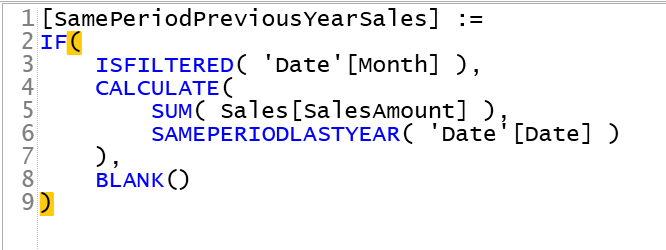 1 [SamePeriodPreviousYearSales] :=
2 IF(
3     ISFILTERED( 'Date'[Month] ),
4     CALCULATE(
5         SUM( Sales[SalesAmount] ),
6         SAMEPERIODLASTYEAR( 'Date'[Date] )
7     ),
8     BLANK()
9 )